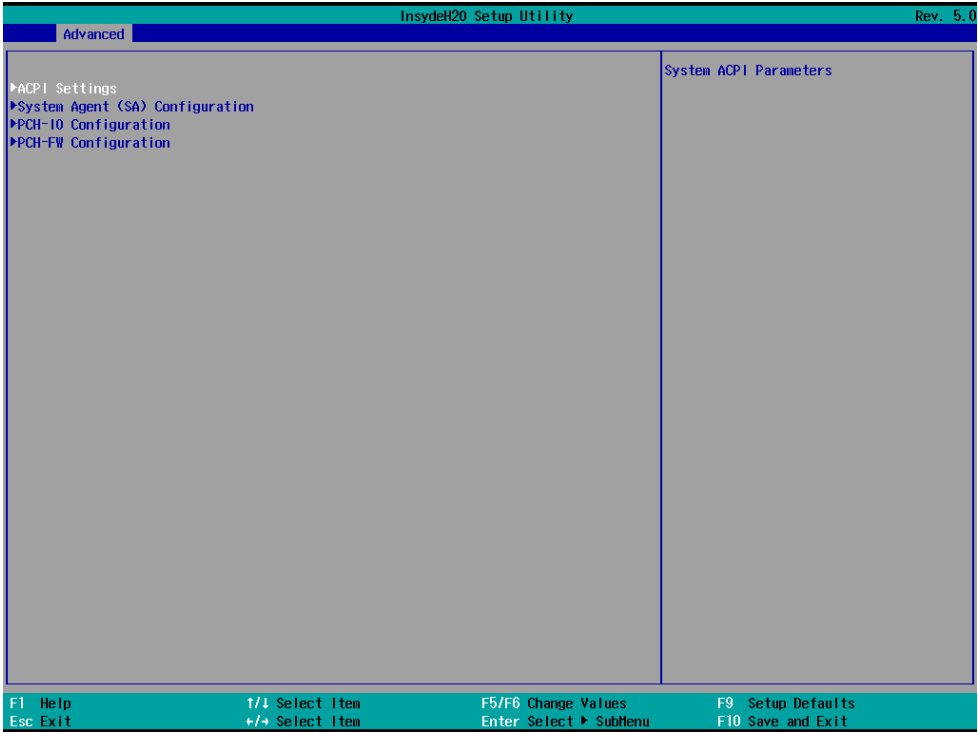 InsydeH20 Setup Utility Rev. 5.0
Advanced
System ACPI Parameters
▶ACPI Settings
▶System Agent (SA) Configuration
▶PCH-IO Configuration
▶PCH-FW Configuration
F1 Help ↑/↓ Select Item F5/F6 Change Values F9 Setup Defaults
Esc Exit ←/→ Select Item Enter Select ▶ SubMenu F10 Save and Exit